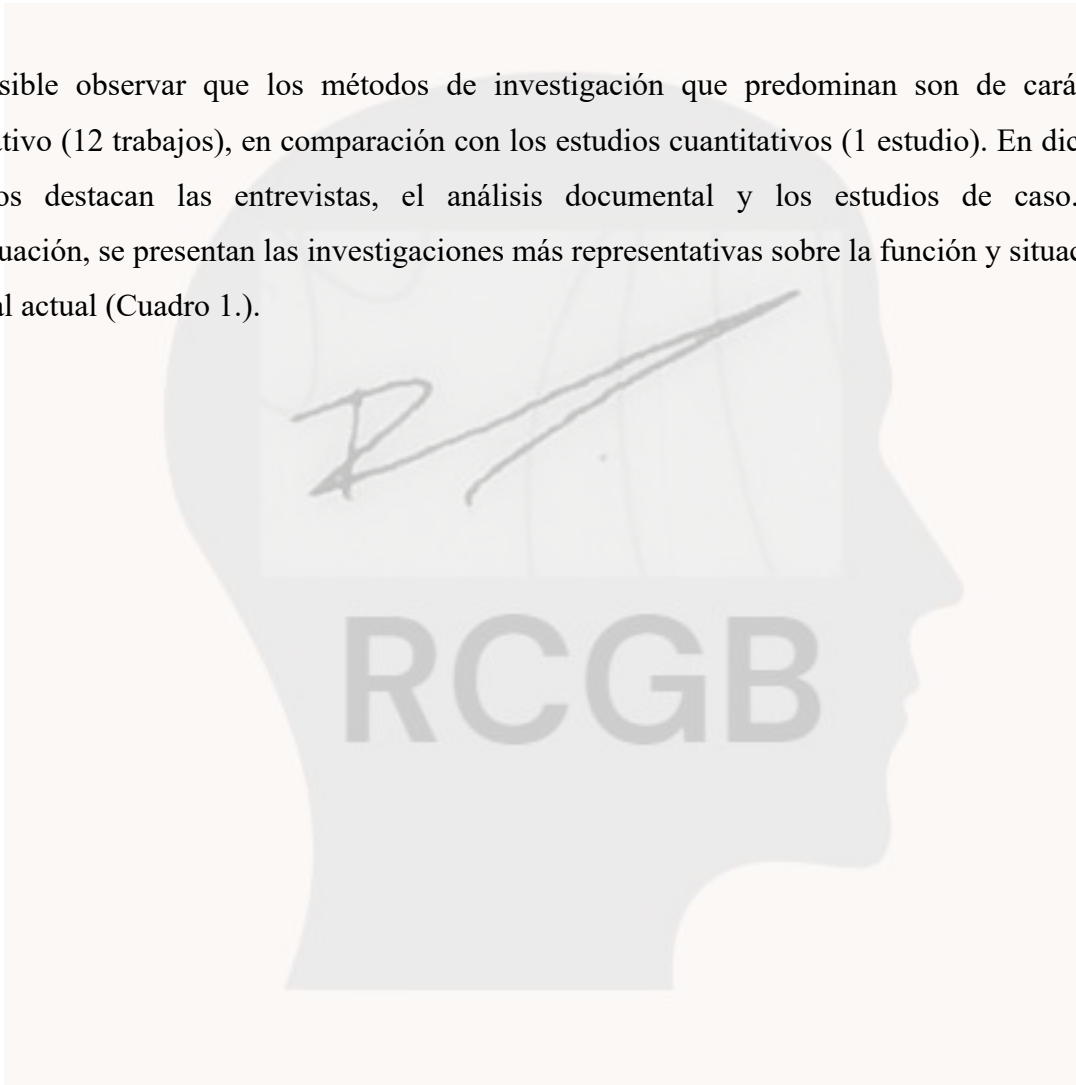 sible observar que los métodos de investigación que predominan son de cará
tivo (12 trabajos), en comparación con los estudios cuantitativos (1 estudio). En dic
os destacan las entrevistas, el análisis documental y los estudios de caso.
uación, se presentan las investigaciones más representativas sobre la función y situac
al actual (Cuadro 1.).
RCGB